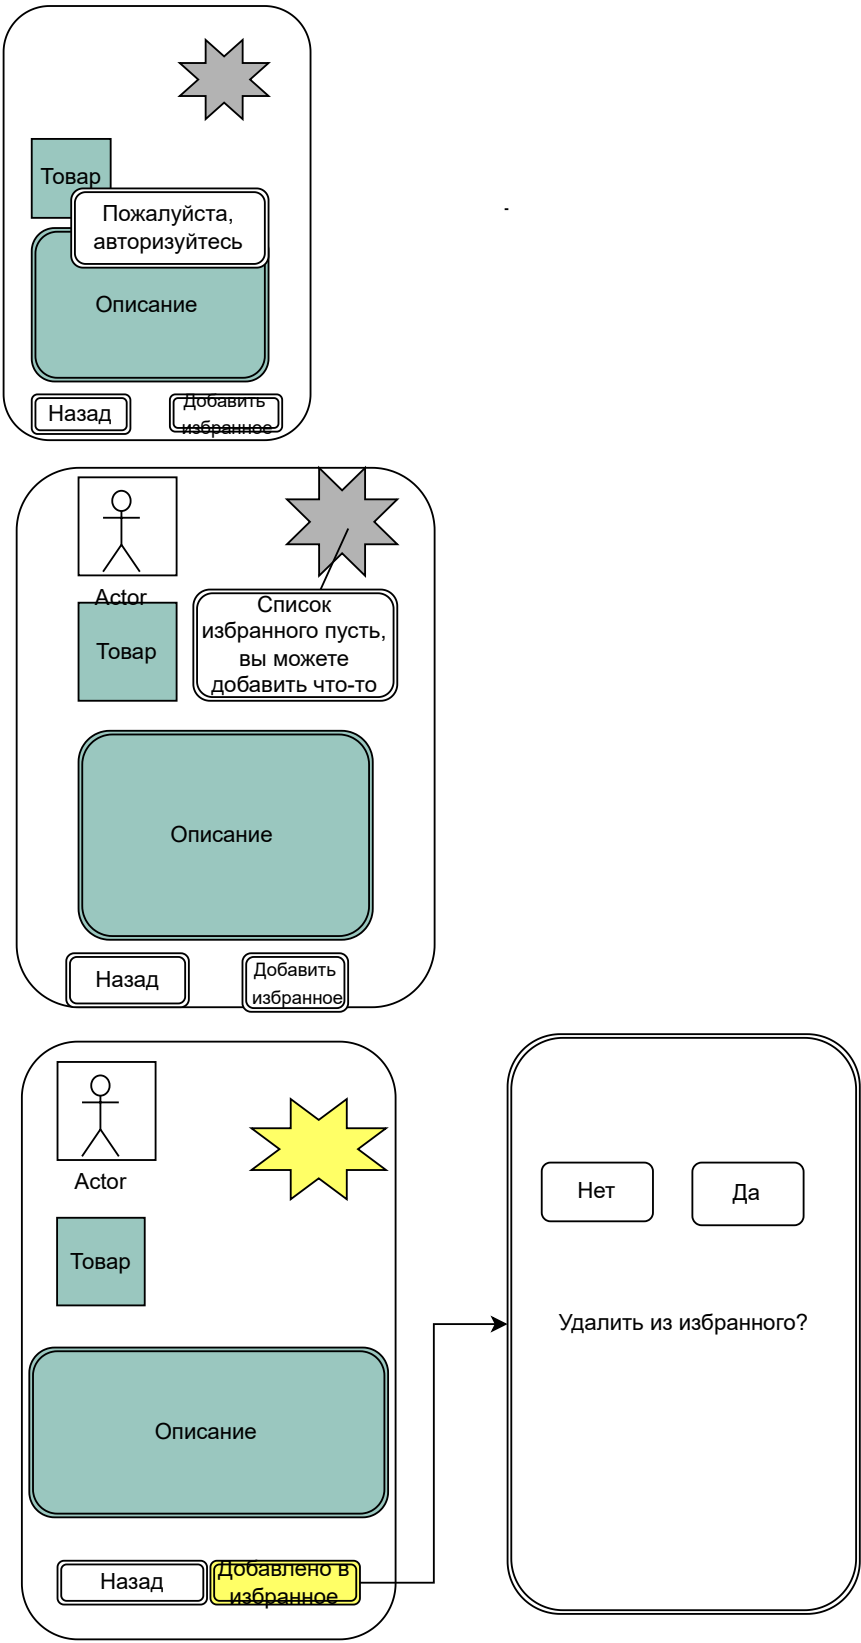 Товар
Пожалуйста,
авторизуйтесь
-
Описание
Назад
Добавить
избранное
Actor
Список
избранного пусть,
вы можете
добавить что-то
Товар
Описание
Назад
Добавить
избранное
Actor
Товар
Описание
Назад
Добавлено в
избранное
Нет
Да
Удалить из избранного?